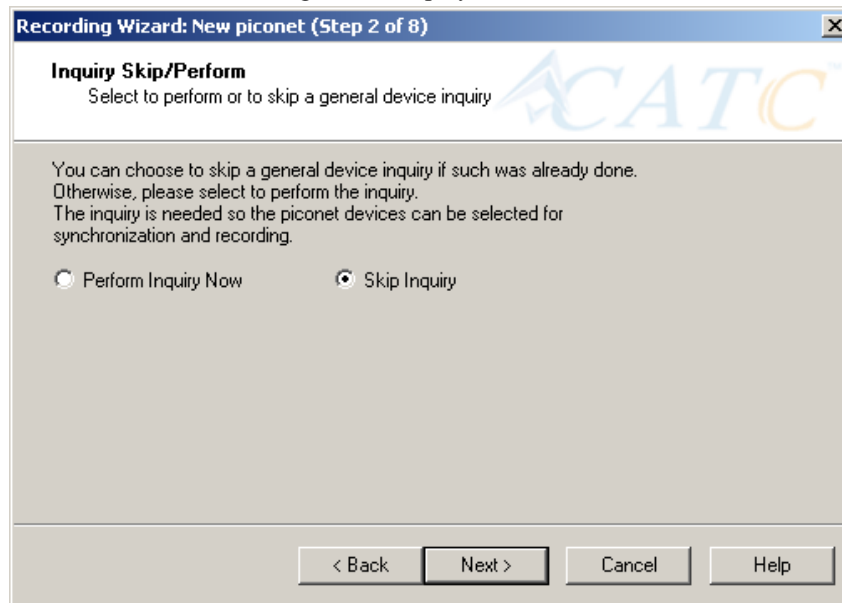 Recording Wizard: New piconet (Step 2 of 8)
Inquiry Skip/Perform
Select to perform or to skip a general device inquiry
CATC
You can choose to skip a general device inquiry if such was already done.
Otherwise, please select to perform the inquiry.
The inquiry is needed so the piconet devices can be selected for
synchronization and recording.
Perform Inquiry Now Skip Inquiry
< Back Next > Cancel Help